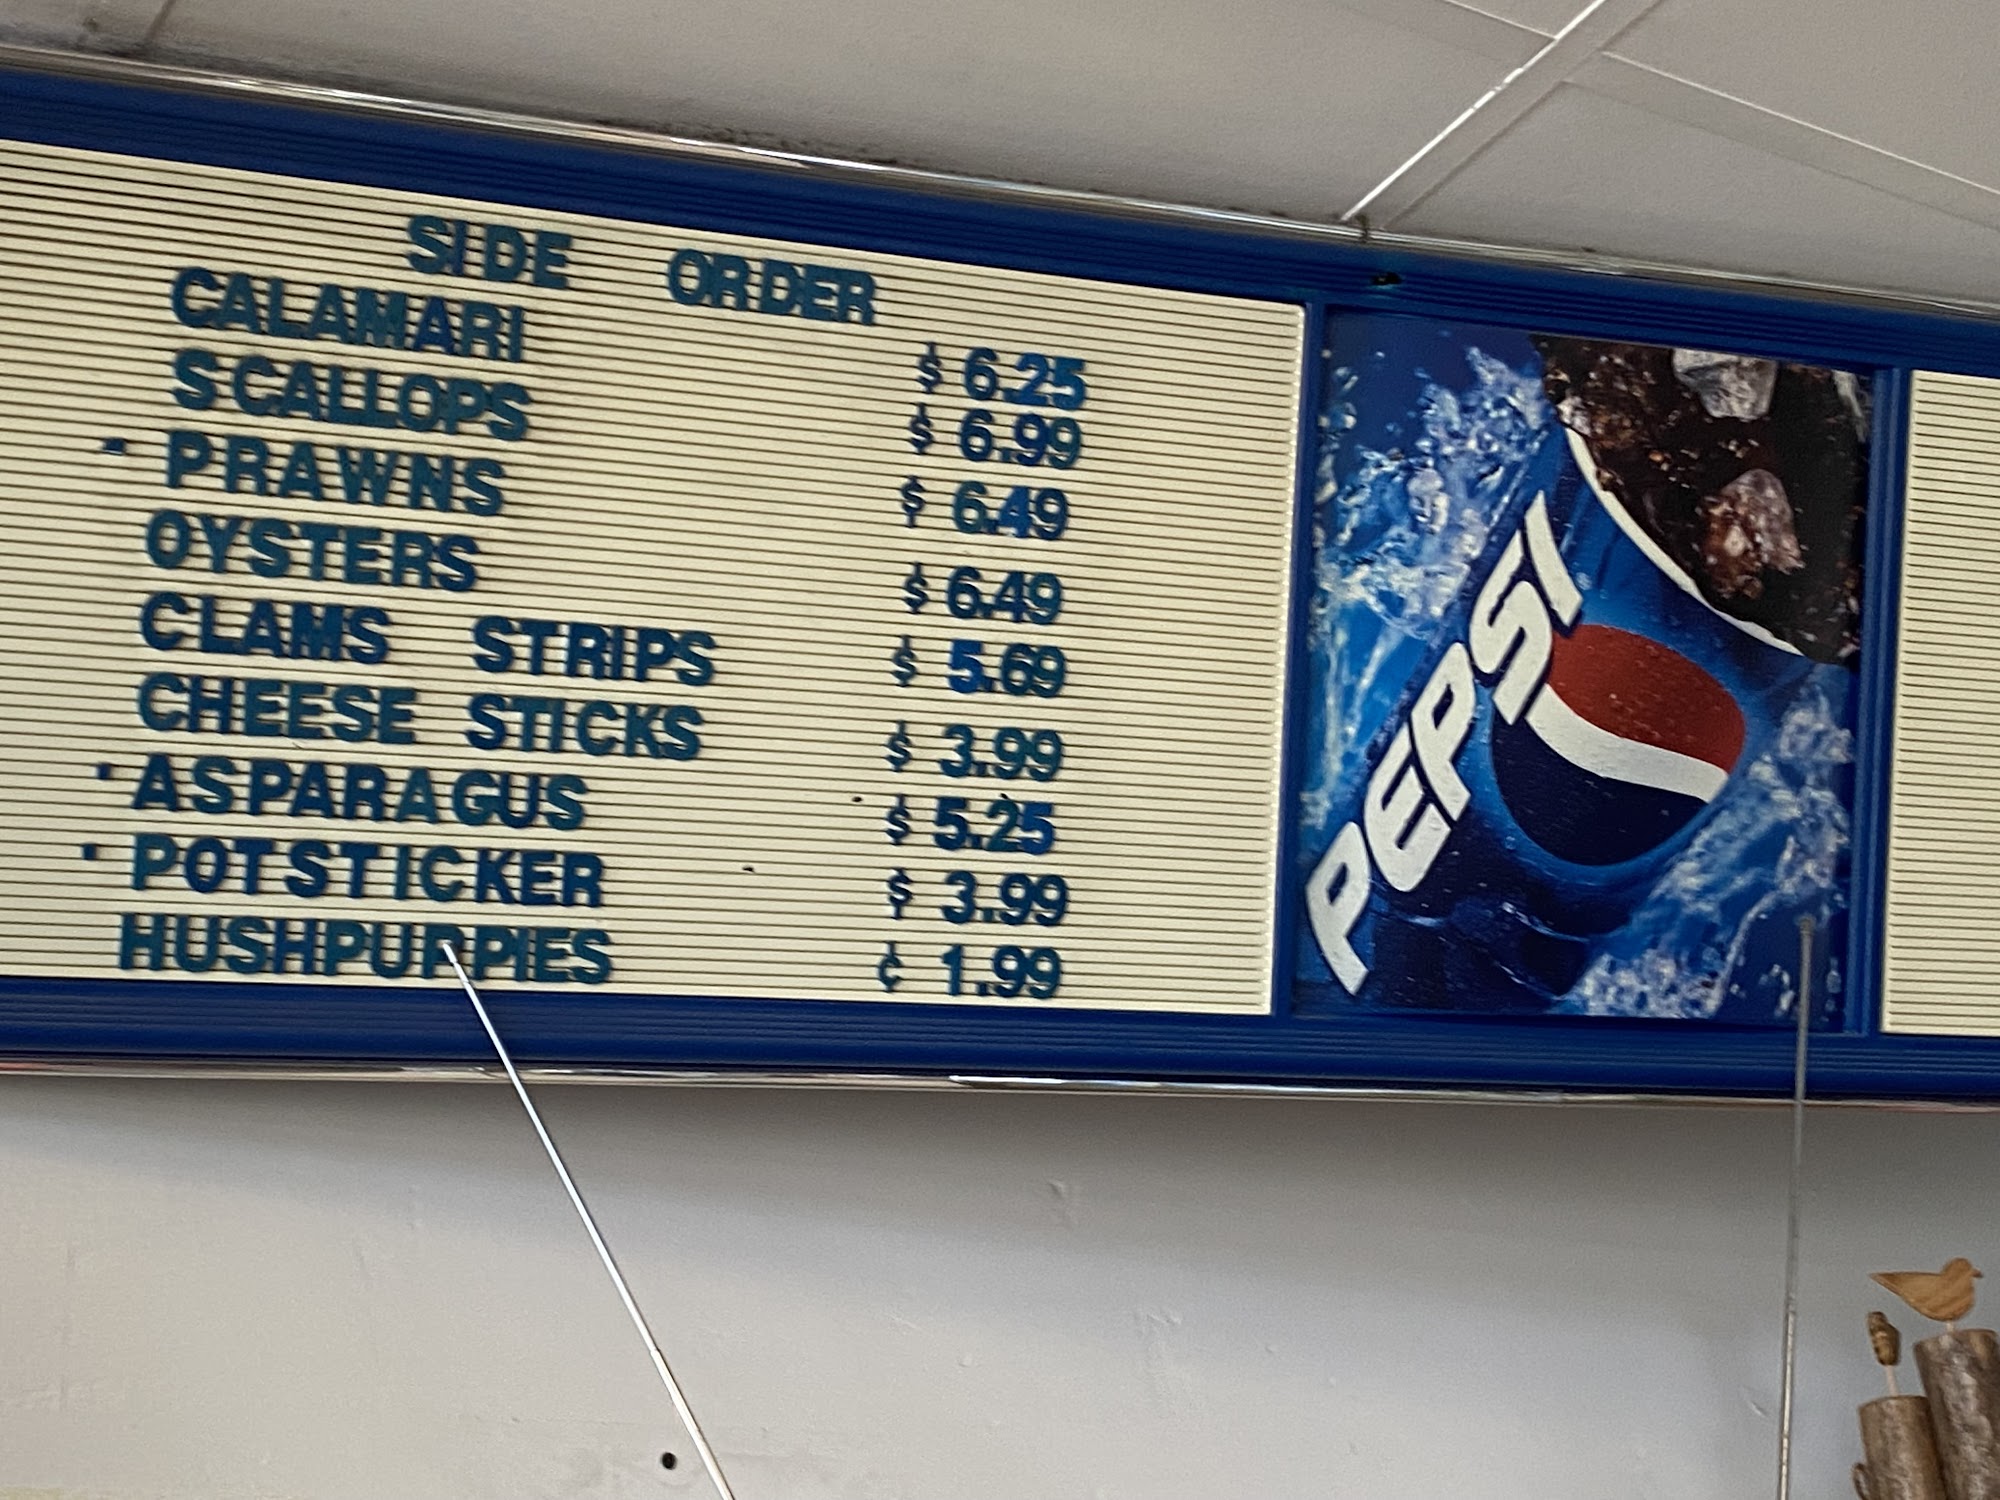 SIDE ORDER
CALAMARI $ 6.25
SCALLOPS $ 6.99
PRAWNS $ 6.49
OYSTERS $ 6.49
CLAMS STRIPS $ 5.69
CHEESE STICKS $ 3.99
ASPARAGUS $ 5.25
POTSTICKER $ 3.99
HUSHPUPPIES ¢ 1.99
PEPSI